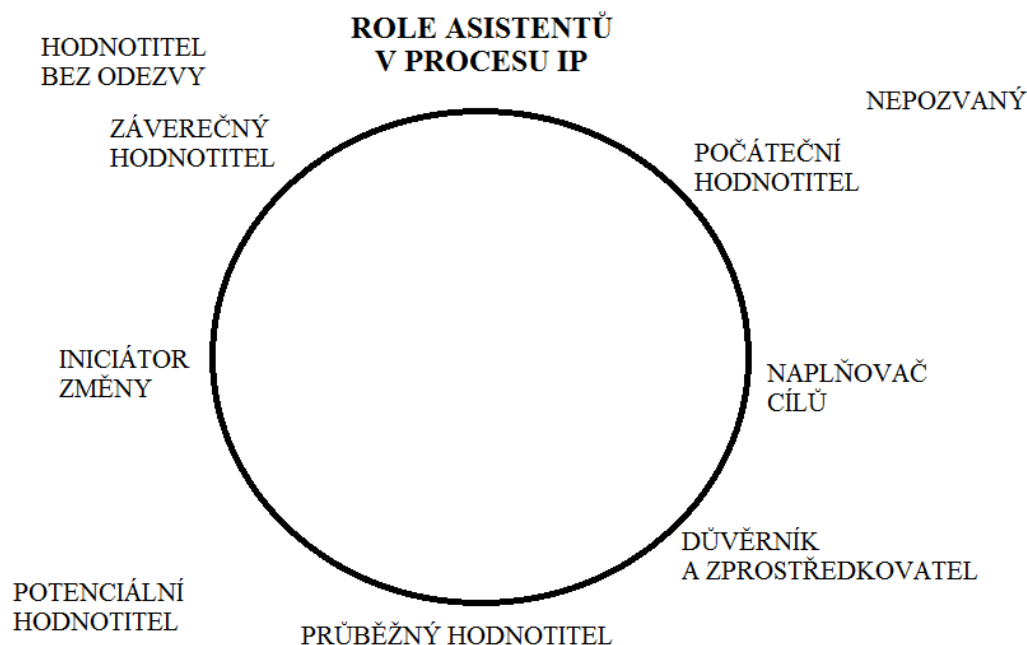 ROLE ASISTENTŮ
V PROCESU IP
HODNOTITEL
BEZ ODEZVY
NEPOZVANÝ
ZÁVEREČNÝ
HODNOTITEL
POČÁTEČNÍ
HODNOTITEL
INICIÁTOR
ZMĚNY
NAPLŇOVAČ
CÍLŮ
DŮVĚRNÍK
A ZPROSTŘEDKOVATEL
POTENCIÁLNÍ
HODNOTITEL
PRŮBĚŽNÝ HODNOTITEL